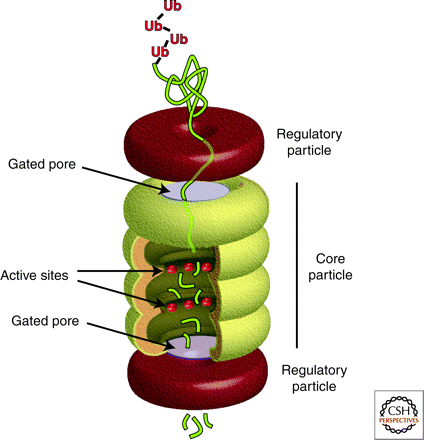 Ub
Ub
Ub
Ub
Regulatory
particle
Gated pore
Core
particle
Active sites
Gated pore
Regulatory
particle
CSH
PERSPECTIVES